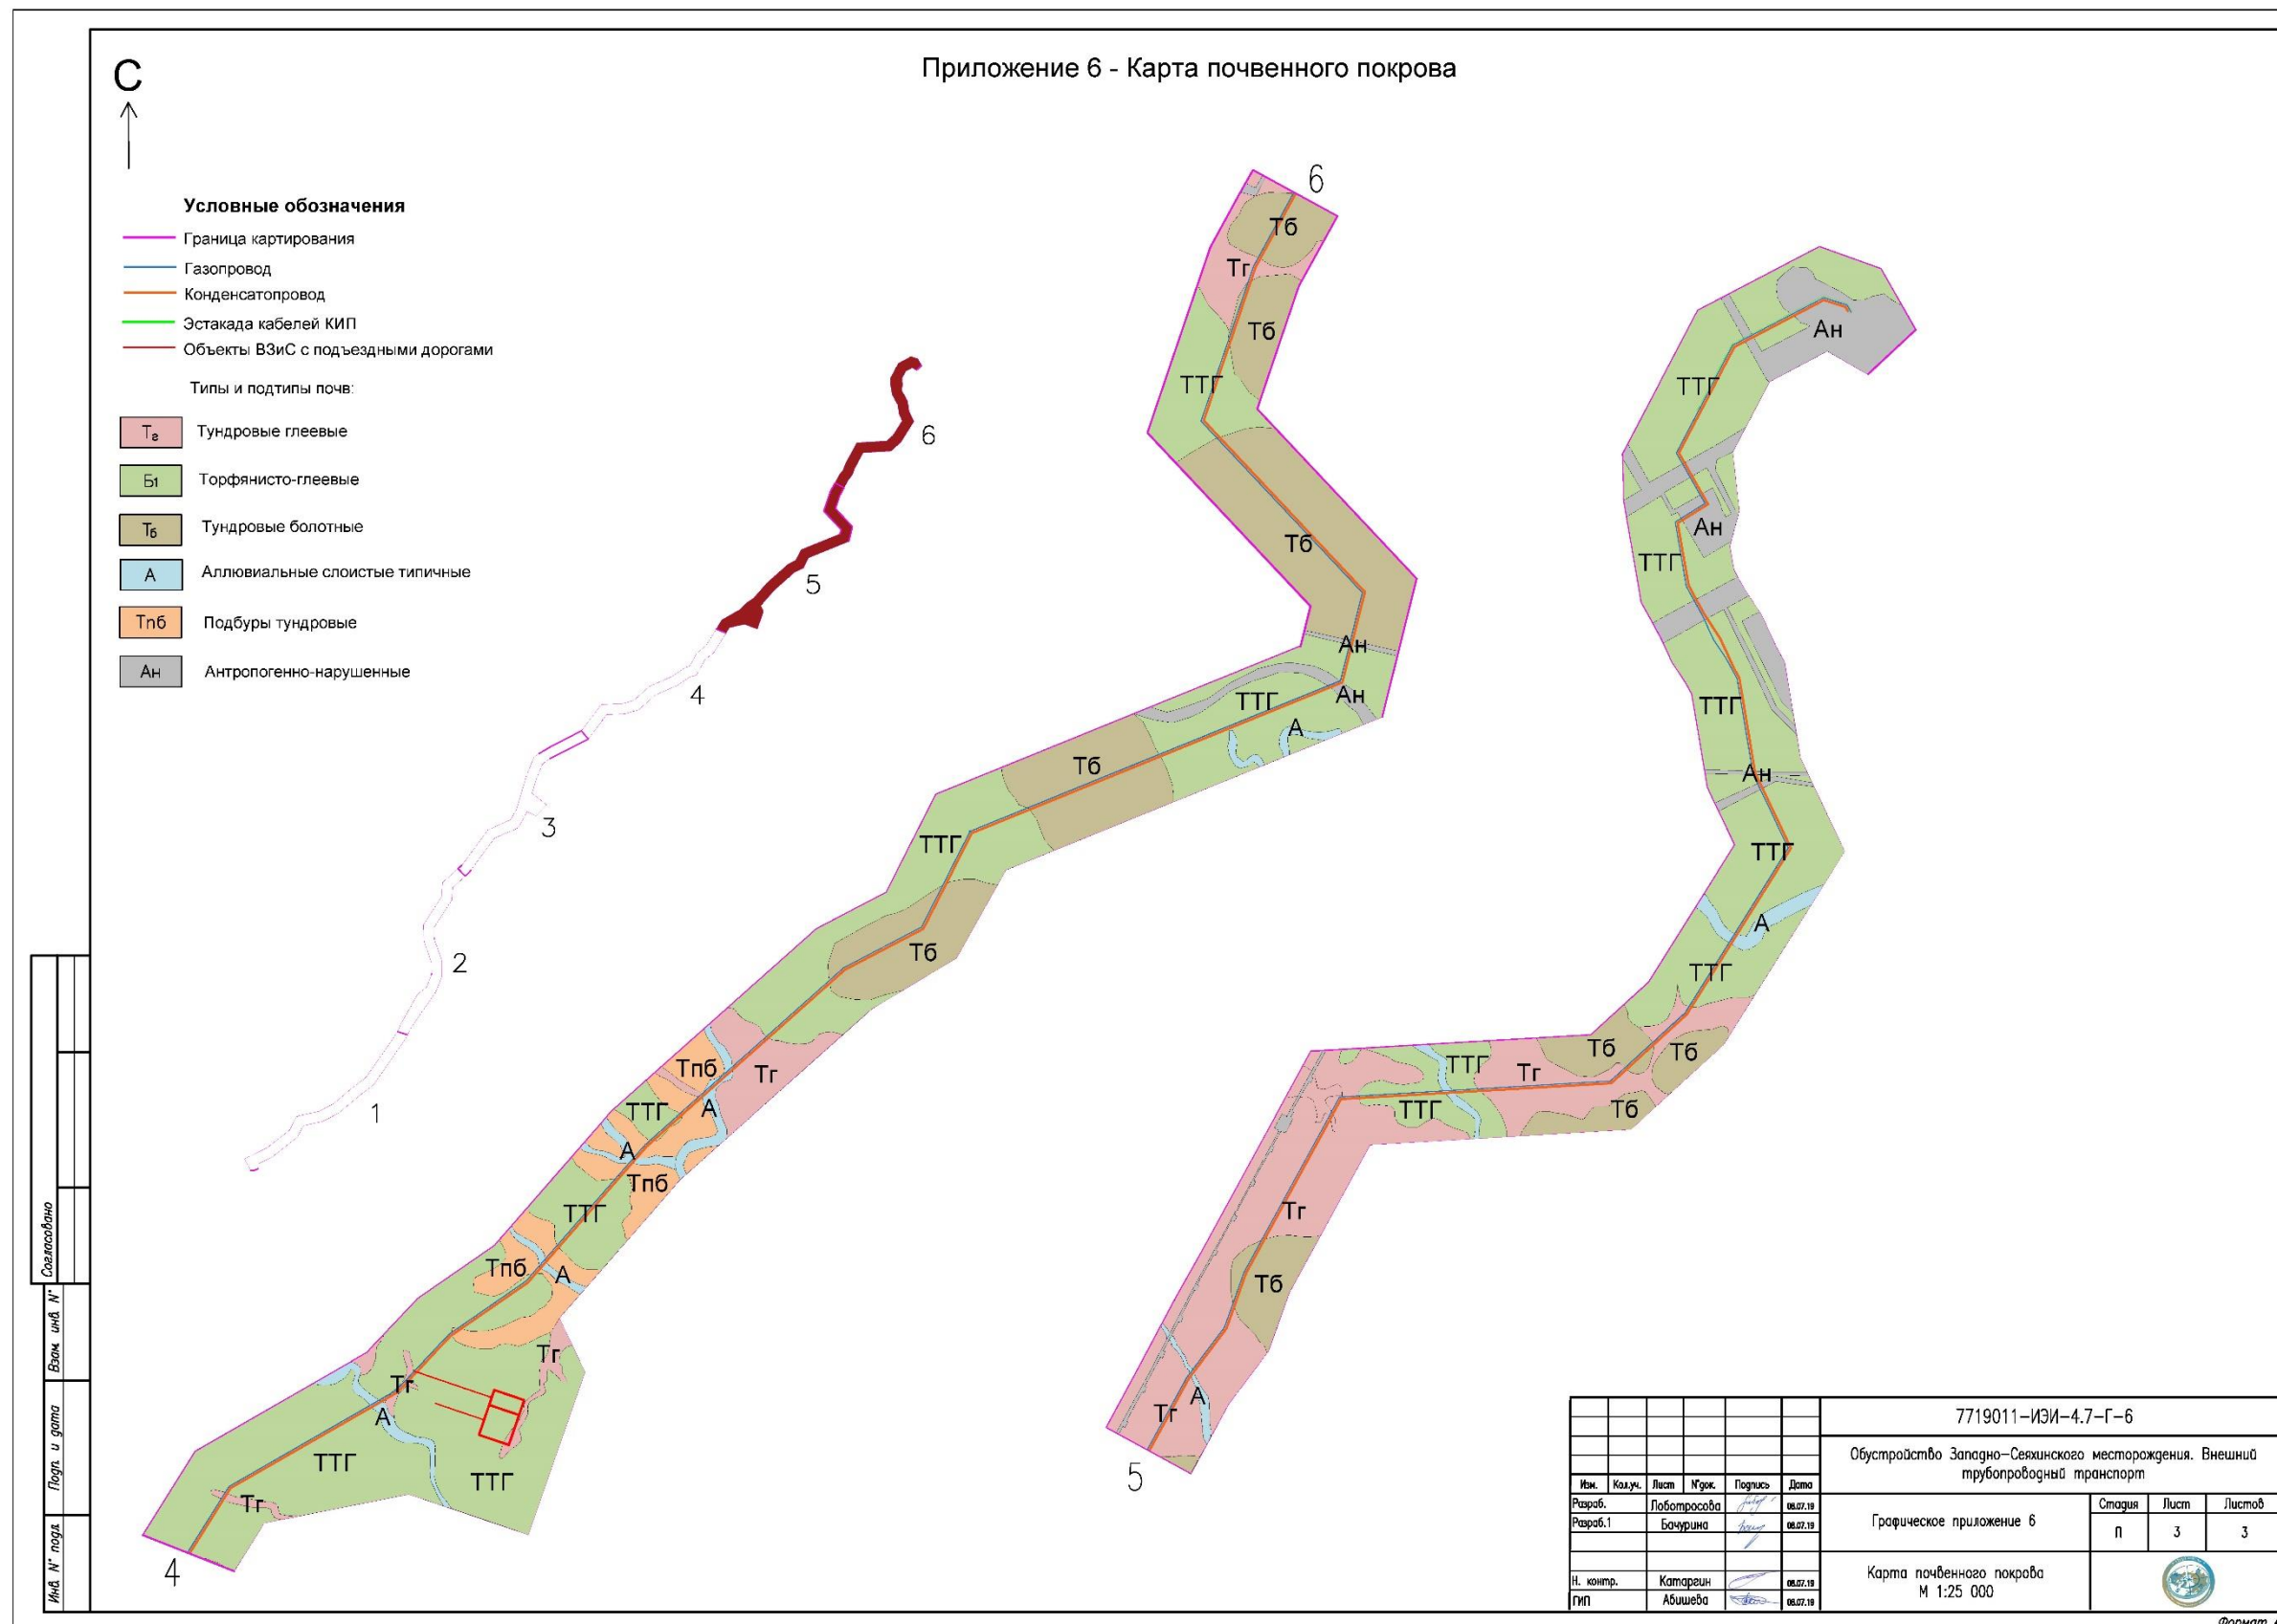 Приложение 6 - Карта почвенного покрова
С
Условные обозначения
Граница картирования
Газопровод
Конденсатопровод
Эстакада кабелей КИП
Объекты ВЗиС с подъездными дорогами
Типы и подтипы почв:
Тг Тундровые глеевые
Б1 Торфянисто-глеевые
Тб Тундровые болотные
А Аллювиальные слоистые типичные
Тпб Подбуры тундровые
Ан Антропогенно-нарушенные
6
5
4
3
2
1
6
Тб
Тг
Тб
ТТГ
Тб
Ан
ТТГ
Ан
А
Тб
ТТГ
Тб
Тпб
Тг
ТТГ
А
А
Тпб
ТТГ
Тпб
А
Тг
Тг
А
ТТГ
ТТГ
Тг
4
Ан
ТТГ
Ан
ТТГ
ТТГ
Ан
ТТГ
А
ТТГ
Тб
Тб
ТТГ
Тг
ТТГ
Тб
Тг
Тб
А
Тг
5
Согласовано
Взам. инв. N°
Подп. и дата
Инв. N° подл.
7719011-ИЭИ-4.7-Г-6
Обустройство Западно-Сеяхинского месторождения. Внешний
трубопроводный транспорт
Изм. Кол.уч. Лист N°док. Подпись Дата
Разраб. Лоботросова 08.07.19
Разраб.1 Бачурина 08.07.19
Н. контр. Катаргин 08.07.19
ГИП Абишева 08.07.19
Графическое приложение 6
Стадия Лист Листов
П 3 3
Карта почвенного покрова
М 1:25 000
Формат